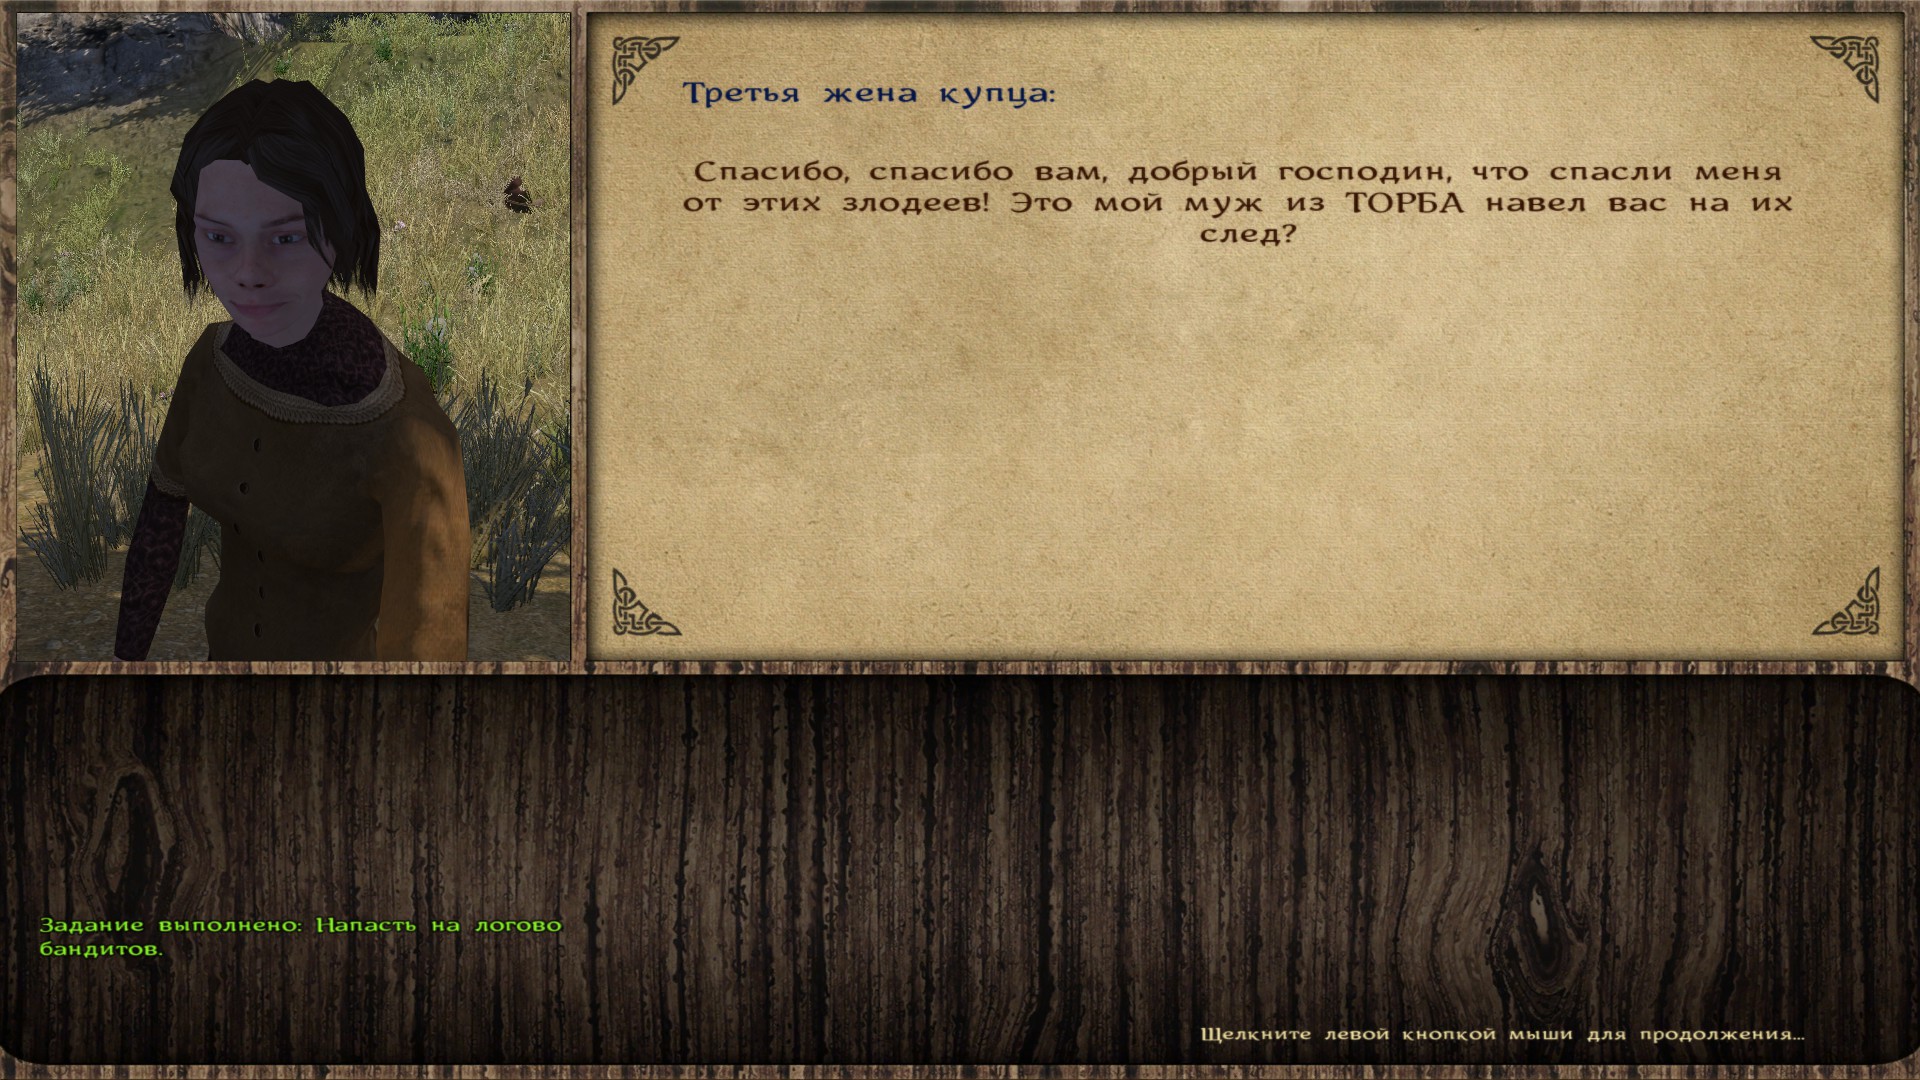 Третья жена купца:
Спасибо, спасибо вам, добрый господин, что спасли меня
от этих злодеев! Это мой муж из ТОРБА навел вас на их
след?
Задание выполнено: Напасть на логово
бандитов.
Щелкните левой кнопкой мыши для продолжения...